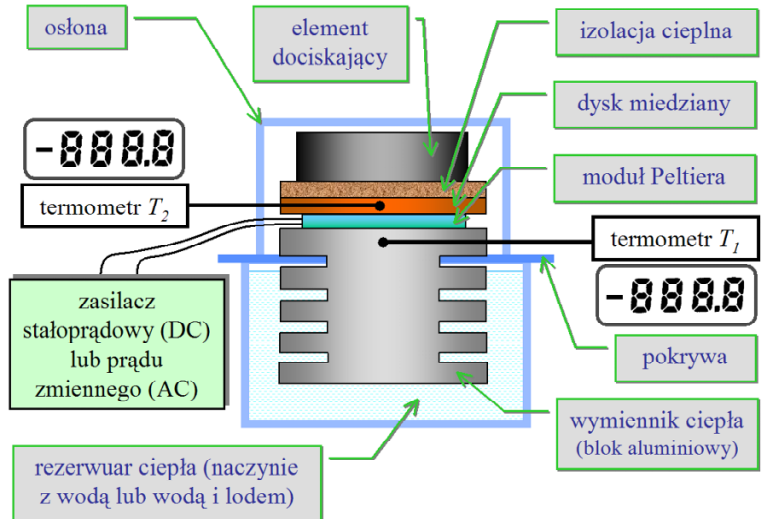 osłona
element
dociskający
izolacja cieplna
dysk miedziany
moduł Peltiera
-888.8
termometr T2
termometr T1
-888.8
zasilacz
stałoprądowy (DC)
lub prądu
zmiennego (AC)
pokrywa
wymiennik ciepła
(blok aluminiowy)
rezerwuar ciepła (naczynie
z wodą lub wodą i lodem)